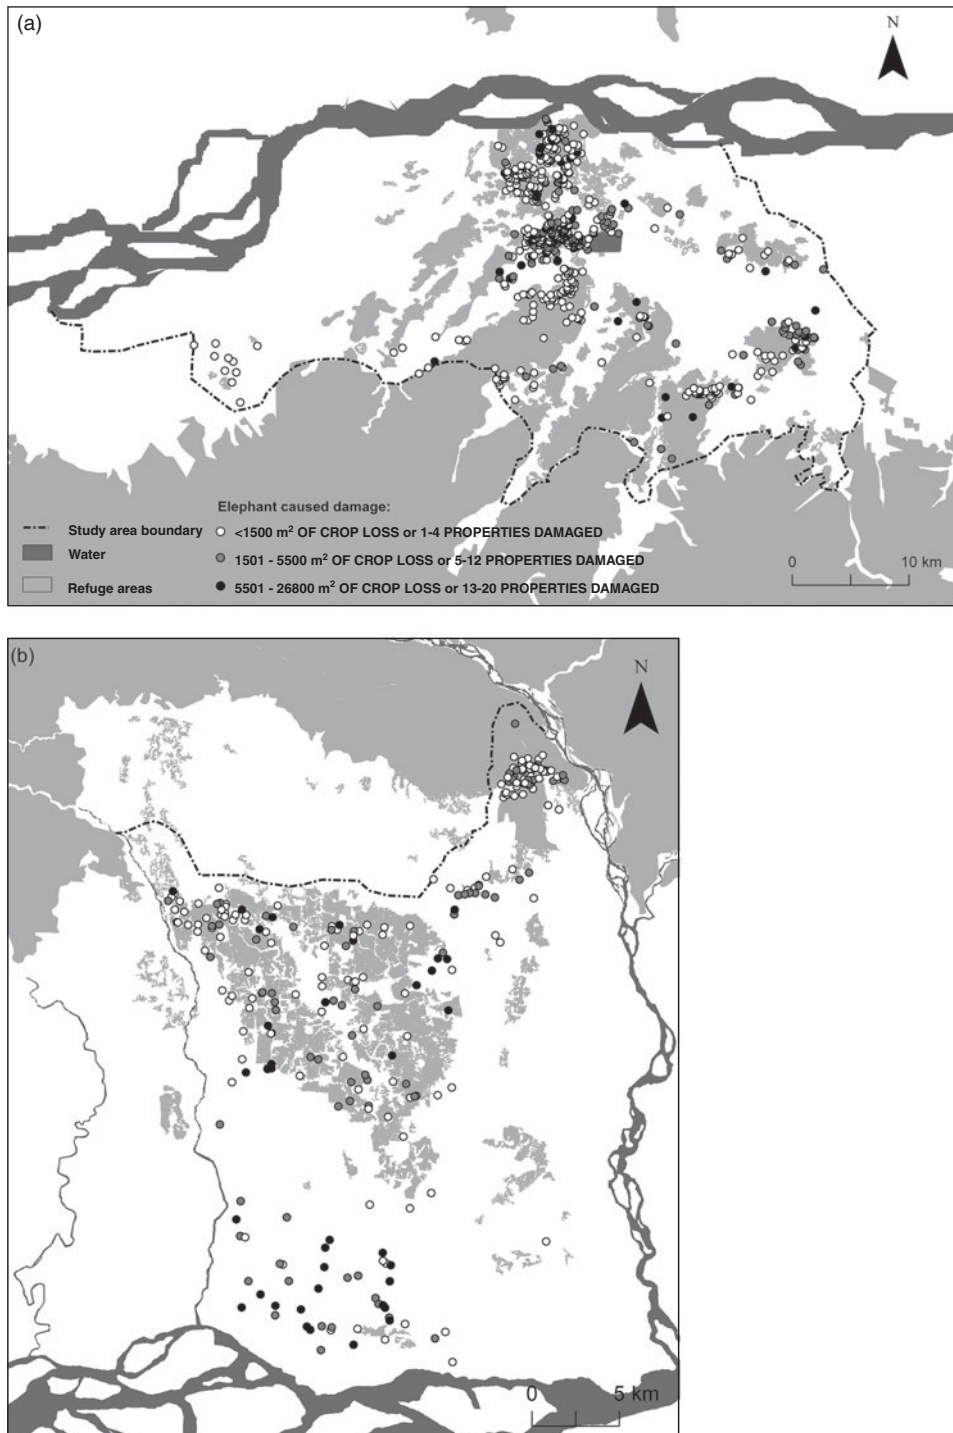 (a)
N
Elephant caused damage:
Study area boundary
<1500 m² OF CROP LOSS or 1-4 PROPERTIES DAMAGED
Water
1501 - 5500 m² OF CROP LOSS or 5-12 PROPERTIES DAMAGED
Refuge areas
5501 - 26800 m² OF CROP LOSS or 13-20 PROPERTIES DAMAGED
0 10 km
(b)
N
0 5 km